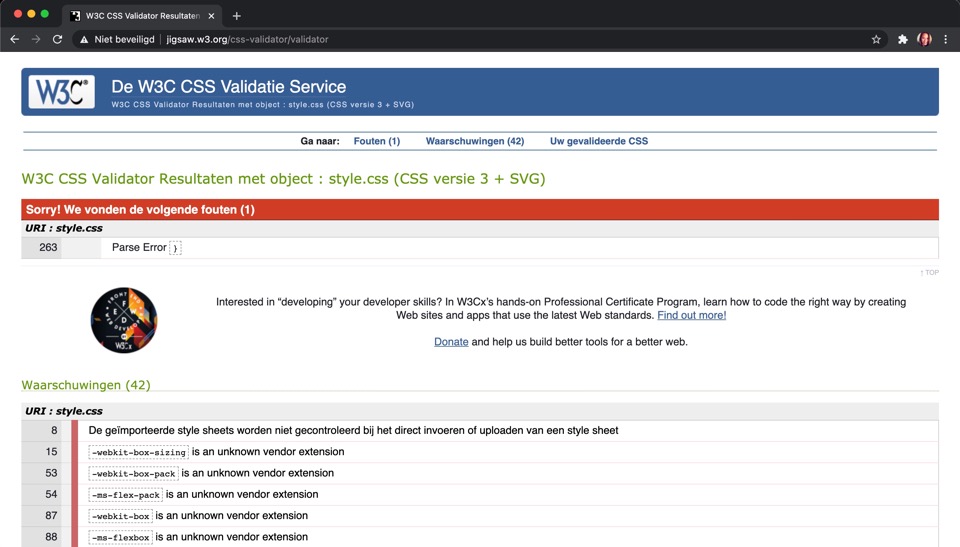 W3C CSS Validator Resultaten
Niet beveiligd | jigsaw.w3.org/css-validator/validator
W3C®
De W3C CSS Validatie Service
W3C CSS Validator Resultaten met object : style.css (CSS versie 3 + SVG)
Ga naar: Fouten (1) Waarschuwingen (42) Uw gevalideerde CSS
W3C CSS Validator Resultaten met object : style.css (CSS versie 3 + SVG)
Sorry! We vonden de volgende fouten (1)
URI : style.css
263 Parse Error }
↑ TOP
Interested in “developing” your developer skills? In W3Cx's hands-on Professional Certificate Program, learn how to code the right way by creating
Web sites and apps that use the latest Web standards. Find out more!
Donate and help us build better tools for a better web.
Waarschuwingen (42)
URI : style.css
8 De geïmporteerde style sheets worden niet gecontroleerd bij het direct invoeren of uploaden van een style sheet
15 -webkit-box-sizing is an unknown vendor extension
53 -webkit-box-pack is an unknown vendor extension
54 -ms-flex-pack is an unknown vendor extension
87 -webkit-box is an unknown vendor extension
88 -ms-flexbox is an unknown vendor extension